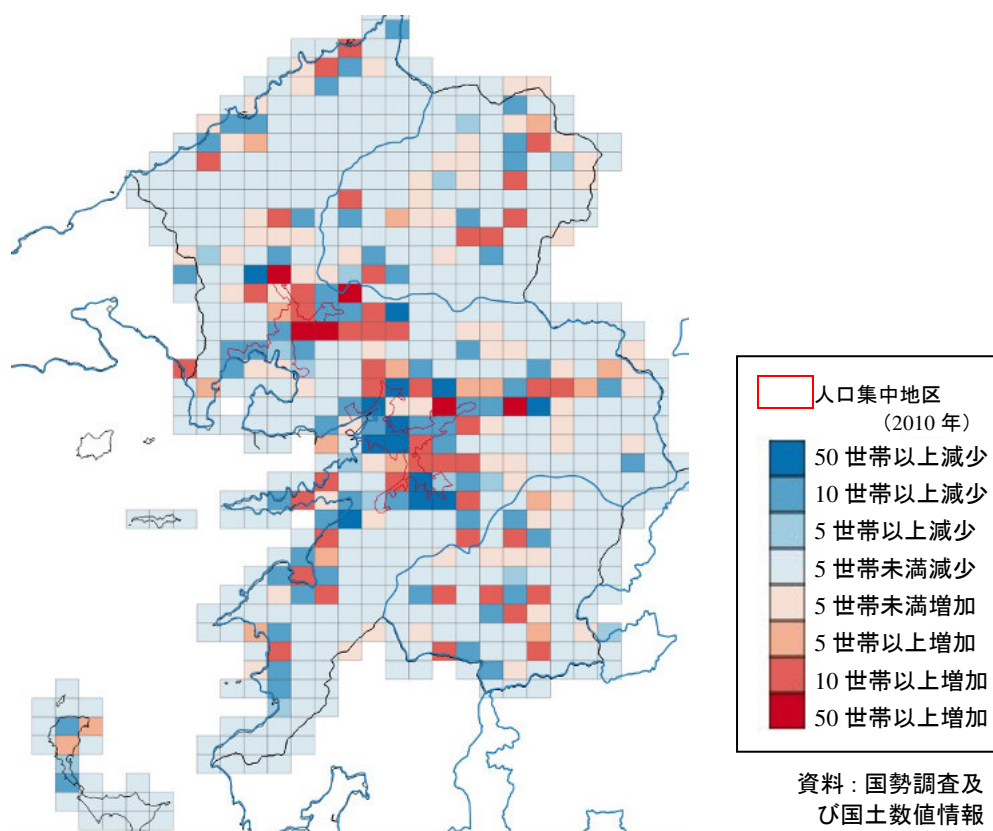 人口集中地区
(2010 年)
50 世帯以上減少
10 世帯以上減少
5 世帯以上減少
5 世帯未満減少
5 世帯未満増加
5 世帯以上増加
10 世帯以上増加
50 世帯以上増加
資料：国勢調査及
び国土数値情報